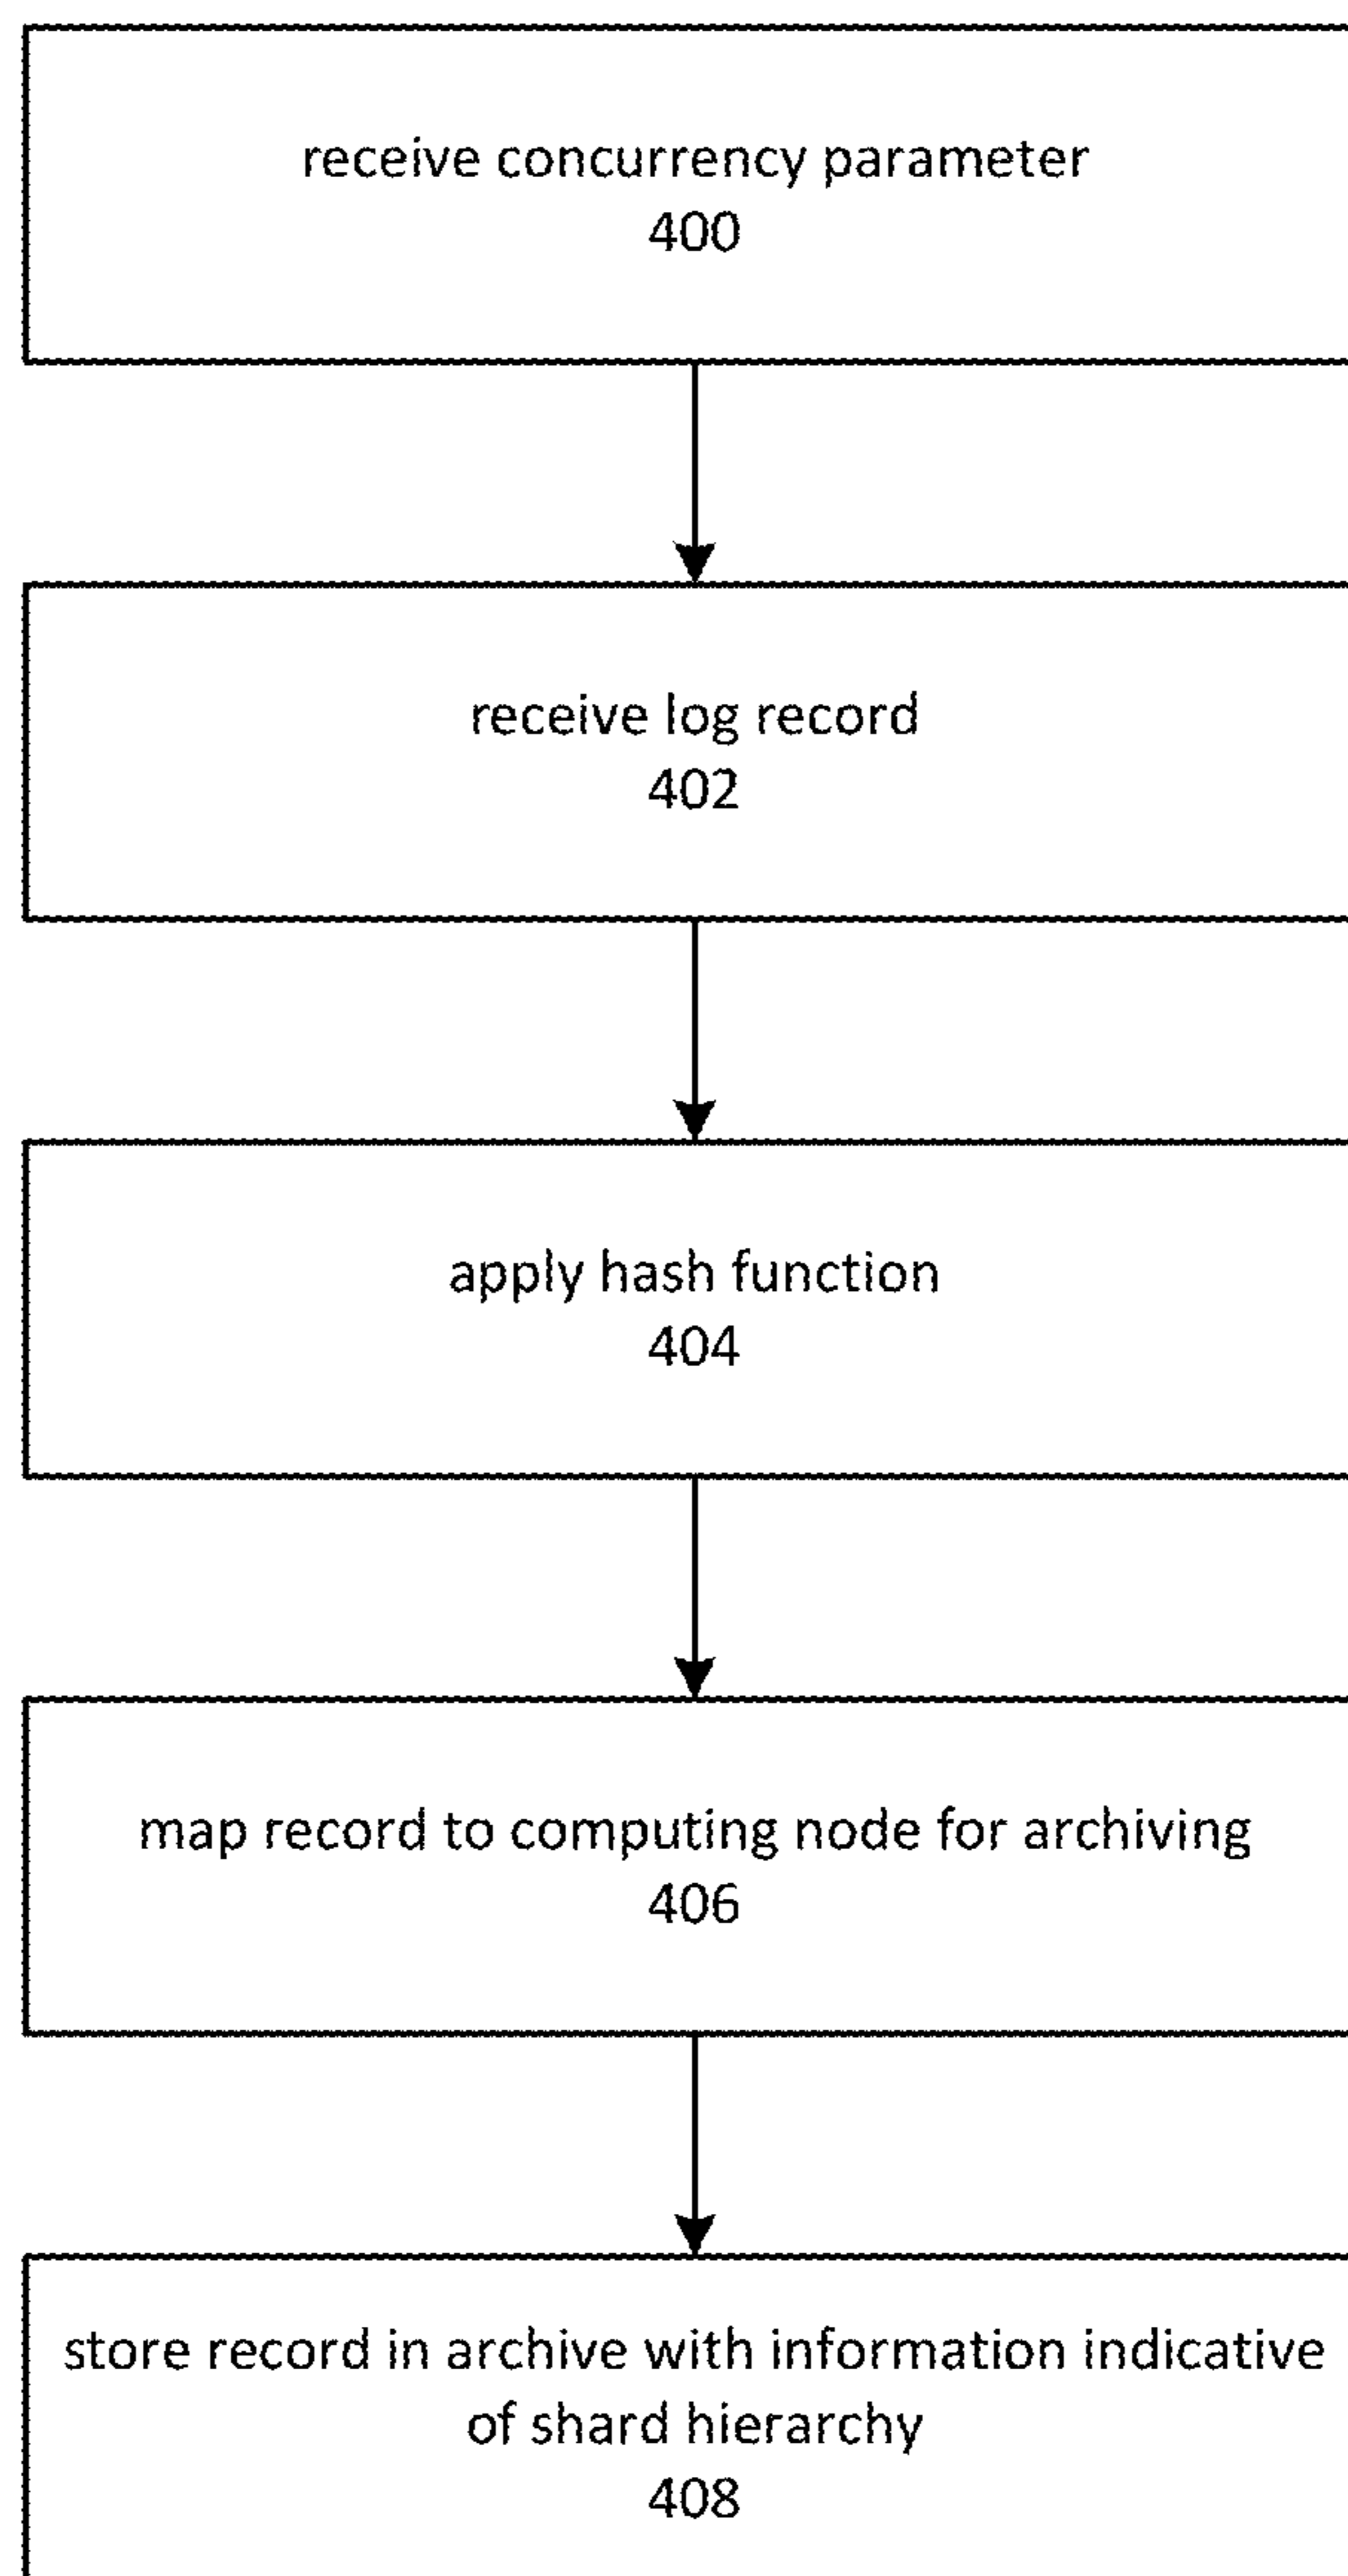 receive concurrency parameter
400
receive log record
402
apply hash function
404
map record to computing node for archiving
406
store record in archive with information indicative
of shard hierarchy
408